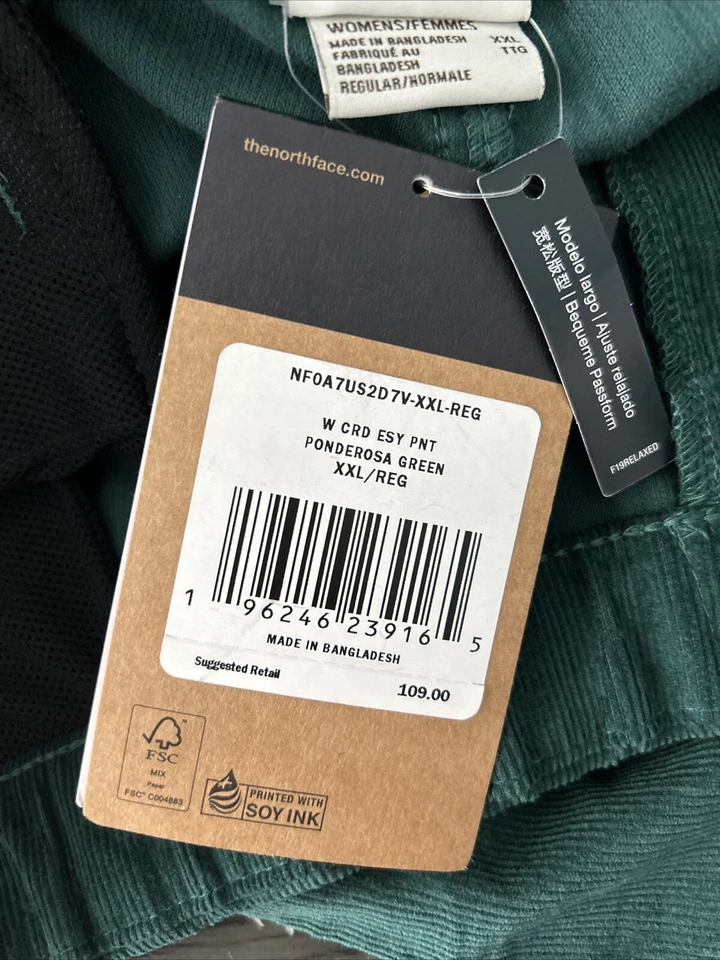 WOMENS/FEMMES
MADE IN BANGLADESH XXL
FABRIQUÉ AU TTG
BANGLADESH
REGULAR/NORMALE
thenorthface.com
Modelo largo | Ajuste relajado
宽松版型 | Bequeme Passform
F19RELAXED
NF0A7US2D7V-XXL-REG
W CRD ESY PNT
PONDEROSA GREEN
XXL/REG
1 96246 23916 5
MADE IN BANGLADESH
Suggested Retail 109.00
FSC
MIX
Paper
FSC™ C004883
PRINTED WITH
SOY INK